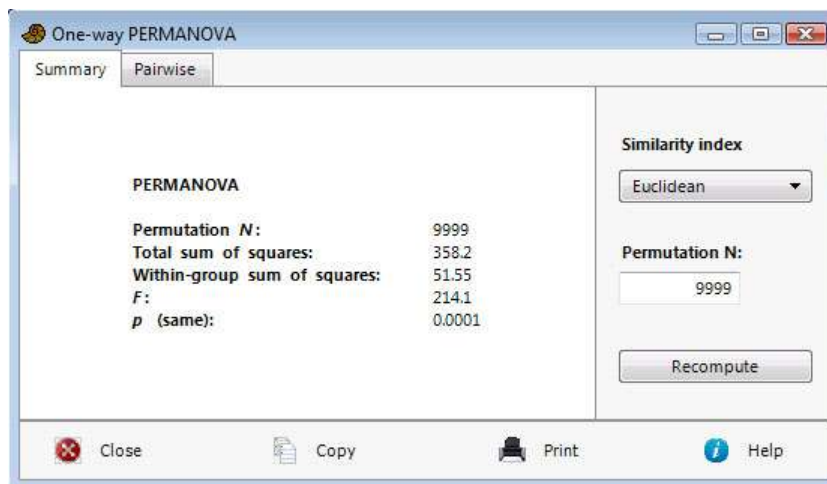 One-way PERMANOVA
Summary Pairwise
PERMANOVA
Permutation N: 9999
Total sum of squares: 358.2
Within-group sum of squares: 51.55
F: 214.1
p (same): 0.0001
Similarity index
Euclidean
Permutation N:
9999
Recompute
Close Copy Print Help